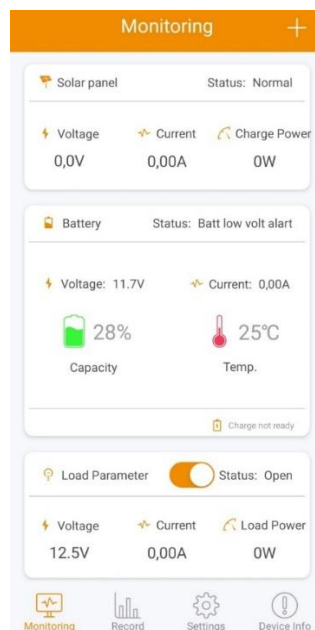 Monitoring
Solar panel Status: Normal
Voltage Current Charge Power
0,0V 0,00A 0W
Battery Status: Batt low volt alart
Voltage: 11.7V Current: 0,00A
28% 25°C
Capacity Temp.
Charge not ready
Load Parameter Status: Open
Voltage Current Load Power
12.5V 0,00A 0W
Monitoring Record Settings Device Info